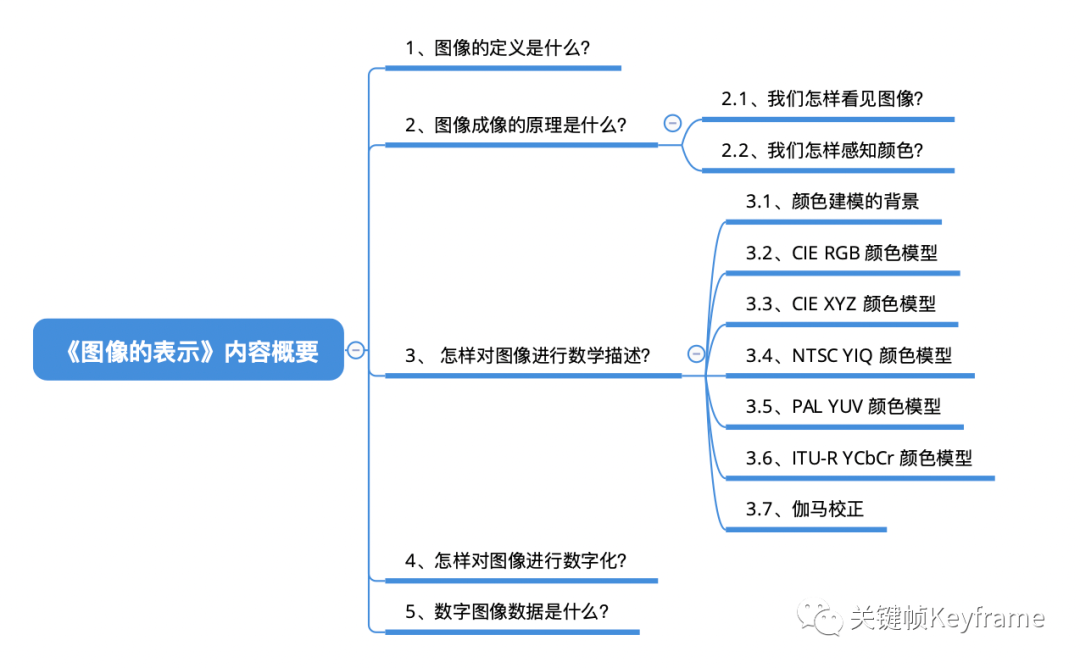 1、图像的定义是什么?
2、图像成像的原理是什么?
2.1、我们怎样看见图像?
2.2、我们怎样感知颜色?
《图像的表示》内容概要
3、 怎样对图像进行数学描述?
3.1、颜色建模的背景
3.2、CIE RGB 颜色模型
3.3、CIE XYZ 颜色模型
3.4、NTSC YIQ 颜色模型
3.5、PAL YUV 颜色模型
3.6、ITU-R YCbCr 颜色模型
3.7、伽马校正
4、怎样对图像进行数字化?
5、数字图像数据是什么?
关键帧Keyframe